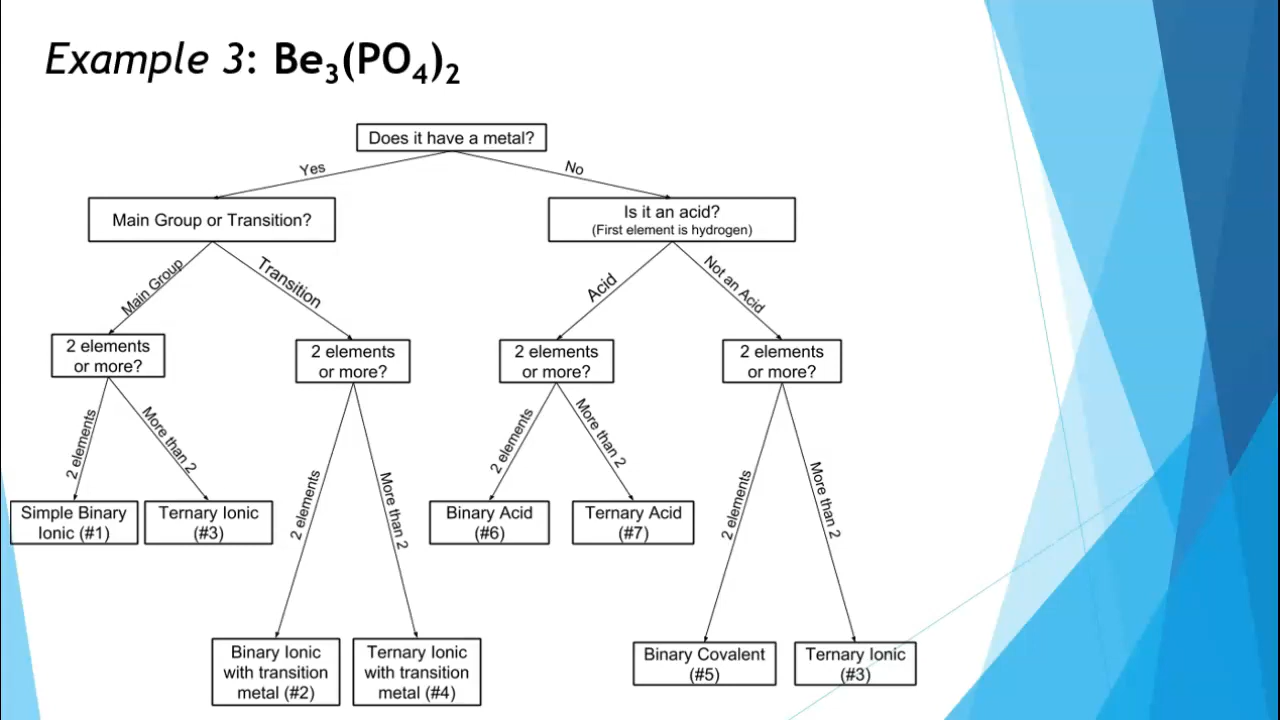 Example 3: Be₃(PO₄)₂
Does it have a metal?
Yes
No
Main Group or Transition?
Is it an acid?
(First element is hydrogen)
Main Group
Transition
Acid
Not an Acid
2 elements
or more?
2 elements
or more?
2 elements
or more?
2 elements
or more?
2 elements
More than 2
2 elements
More than 2
2 elements
More than 2
2 elements
More than 2
Simple Binary
Ionic (#1)
Ternary Ionic
(#3)
Binary Acid
(#6)
Ternary Acid
(#7)
Binary Ionic
with transition
metal (#2)
Ternary Ionic
with transition
metal (#4)
Binary Covalent
(#5)
Ternary Ionic
(#3)